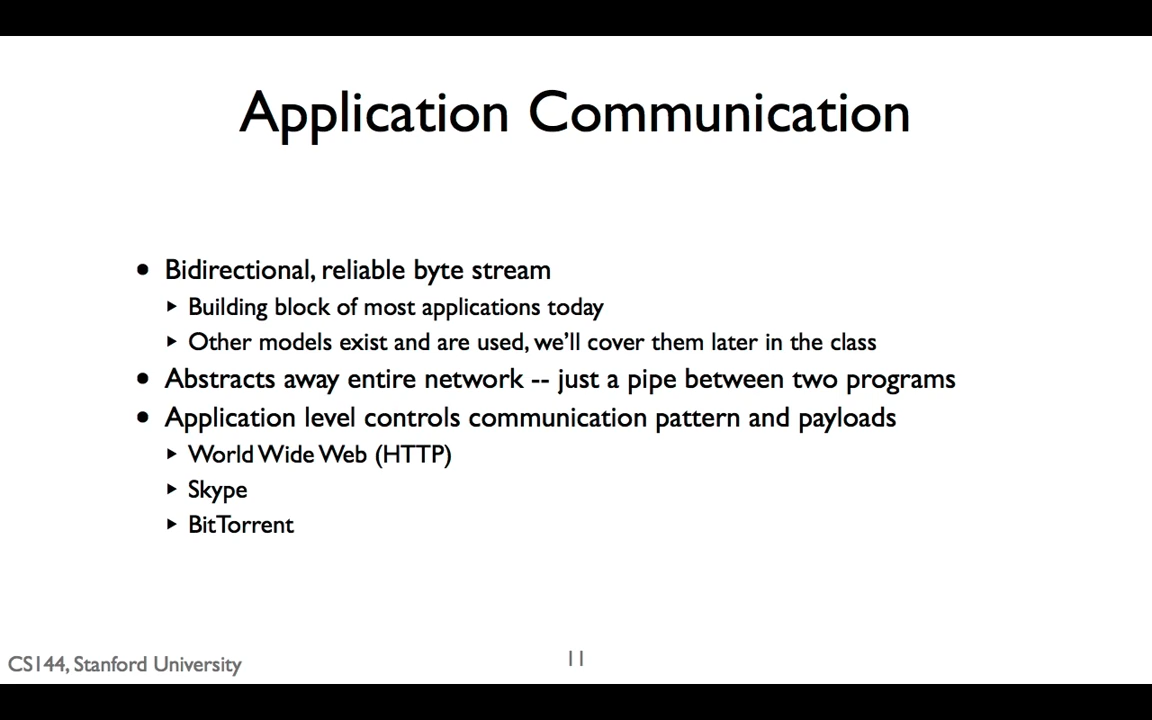 Application Communication
• Bidirectional, reliable byte stream
‣ Building block of most applications today
‣ Other models exist and are used, we'll cover them later in the class
• Abstracts away entire network -- just a pipe between two programs
• Application level controls communication pattern and payloads
‣ World Wide Web (HTTP)
‣ Skype
‣ BitTorrent
CS144, Stanford University
11